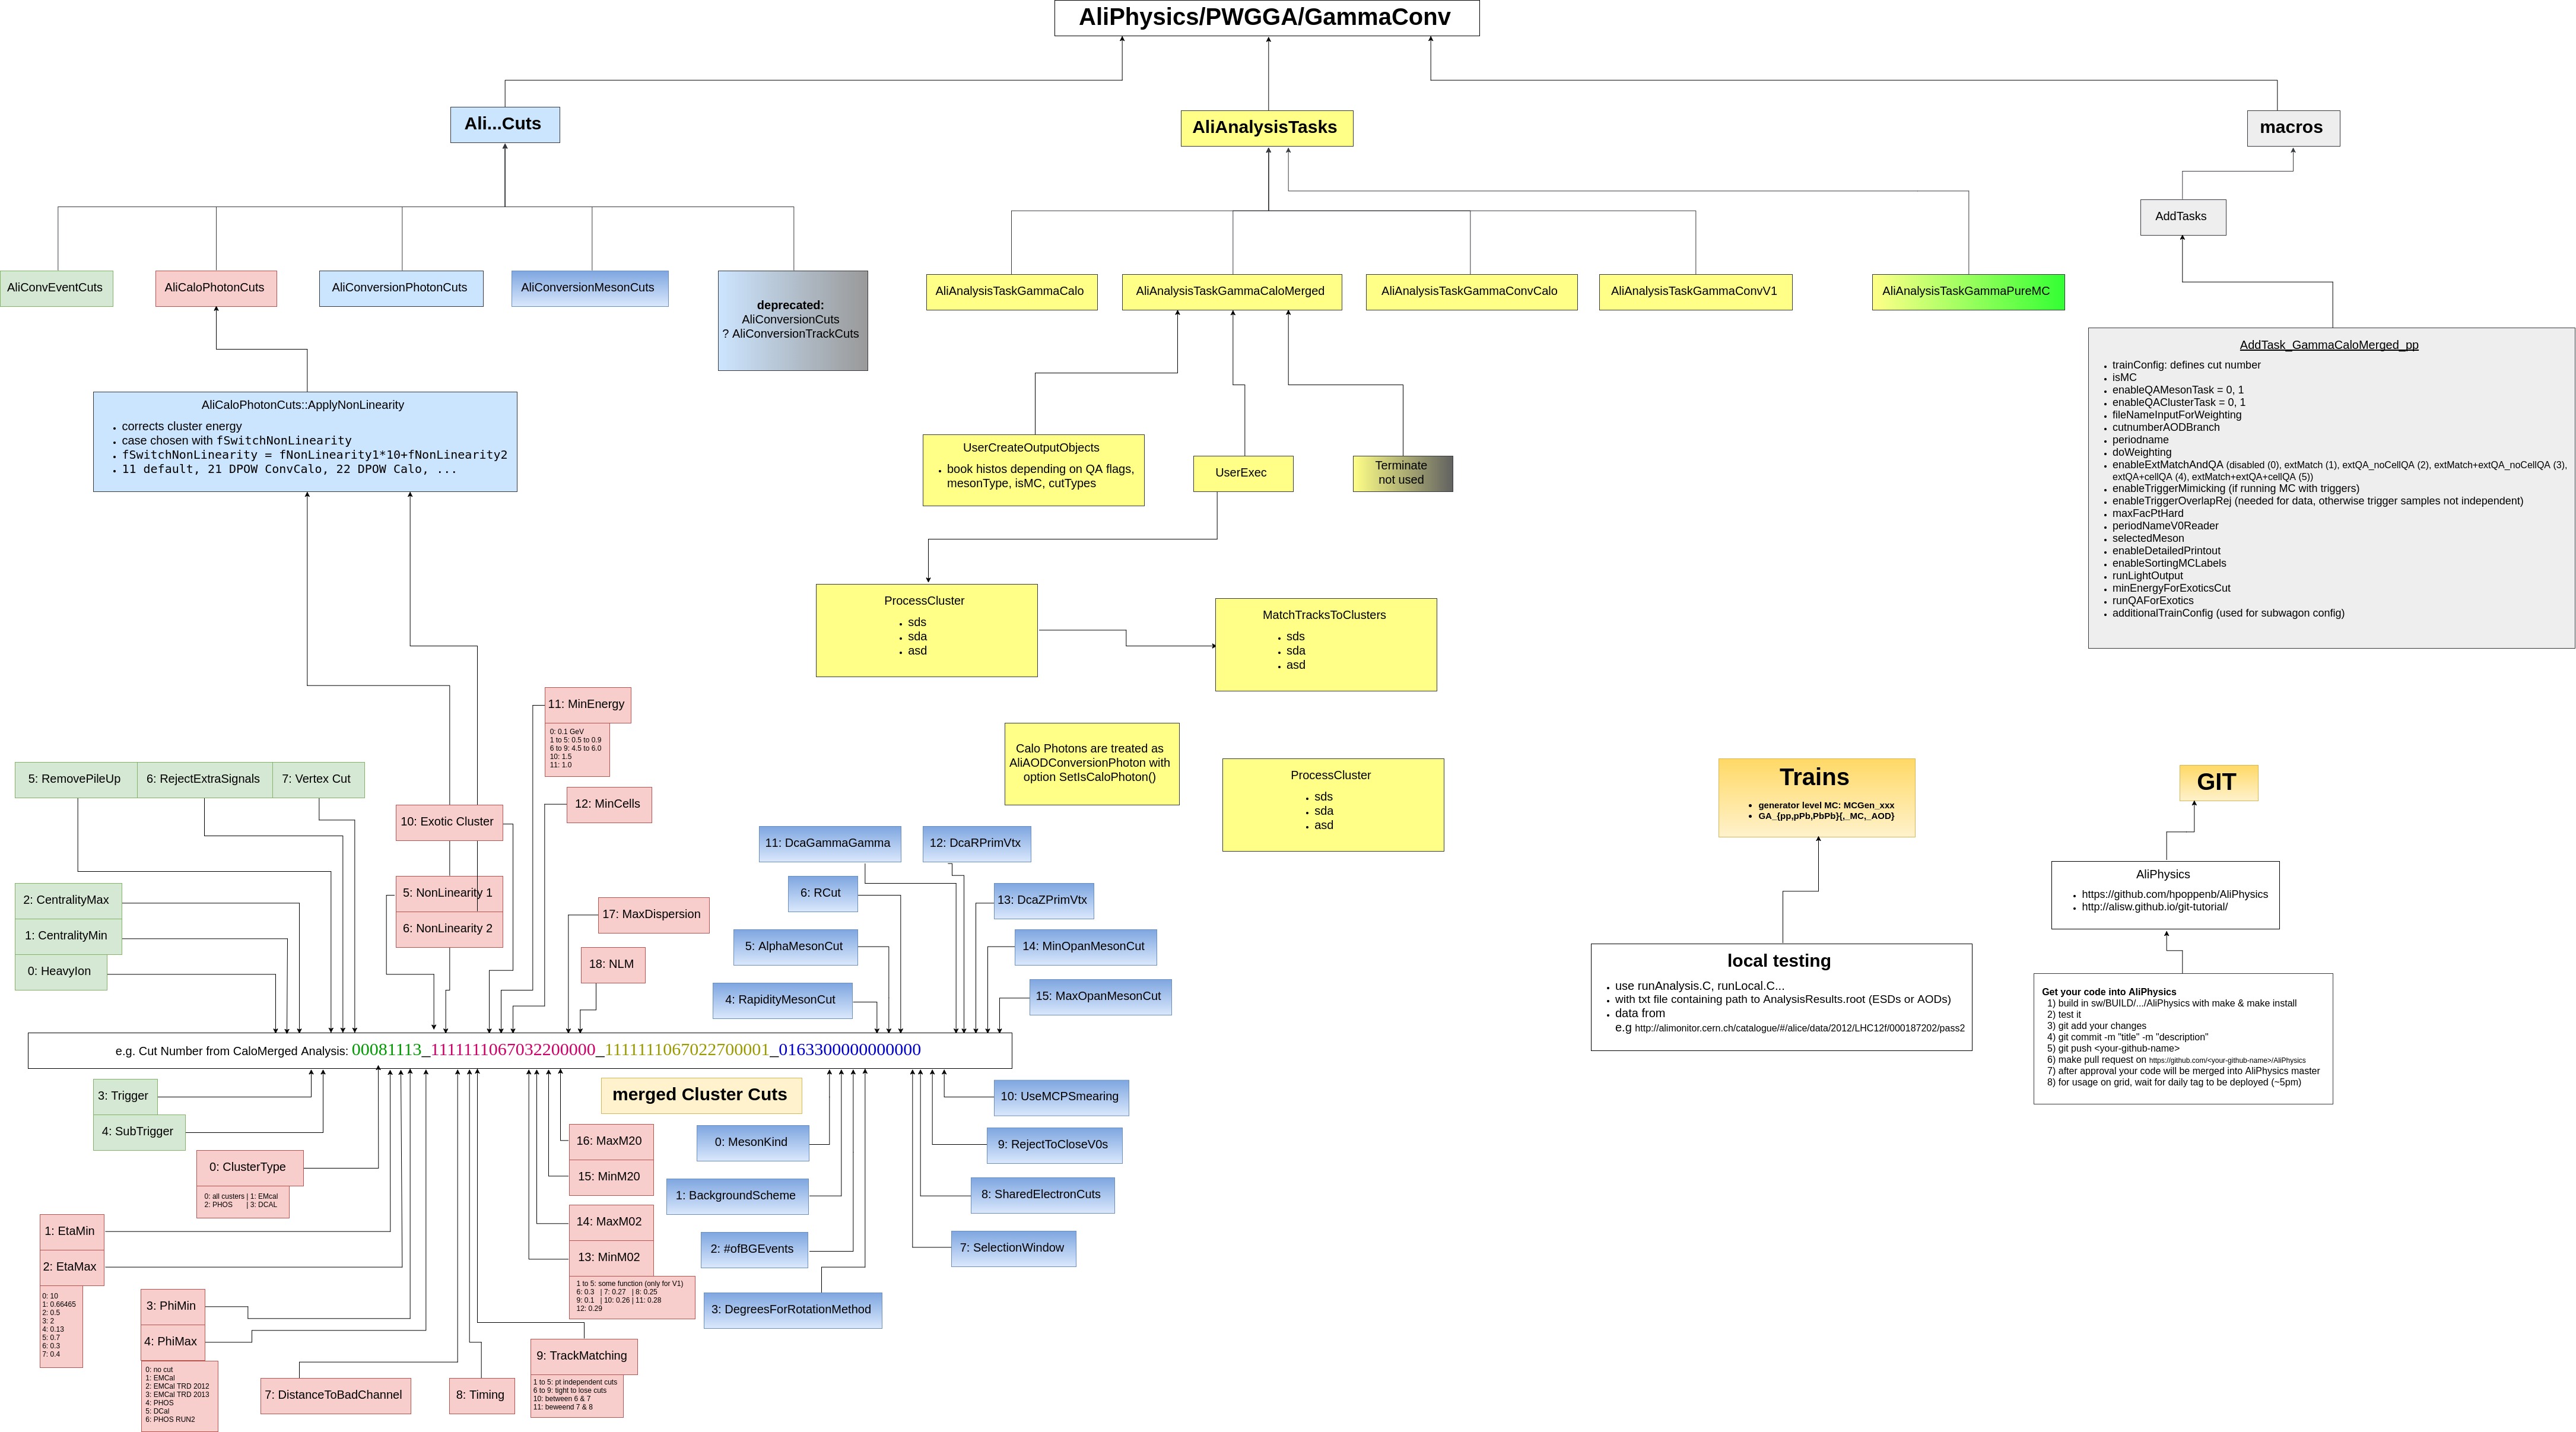 AliPhysics/PWGGA/GammaConv
Ali...Cuts
AliAnalysisTasks
macros
AddTasks
AliConvEventCuts
AliCaloPhotonCuts
AliConversionPhotonCuts
AliConversionMesonCuts
deprecated:
AliConversionCuts
? AliConversionTrackCuts
AliAnalysisTaskGammaCalo
AliAnalysisTaskGammaCaloMerged
AliAnalysisTaskGammaConvCalo
AliAnalysisTaskGammaConvV1
AliAnalysisTaskGammaPureMC
AddTask_GammaCaloMerged_pp
• trainConfig: defines cut number
• isMC
• enableQAMesonTask = 0, 1
• enableQAClusterTask = 0, 1
• fileNameInputForWeighting
• cutnumberAODBranch
• periodname
• doWeighting
• enableExtMatchAndQA (disabled (0), extMatch (1), extQA_noCellQA (2), extMatch+extQA_noCellQA (3),
extQA+cellQA (4), extMatch+extQA+cellQA (5))
• enableTriggerMimicking (if running MC with triggers)
• enableTriggerOverlapRej (needed for data, otherwise trigger samples not independent)
• maxFacPtHard
• periodNameV0Reader
• selectedMeson
• enableDetailedPrintout
• enableSortingMCLabels
• runLightOutput
• minEnergyForExoticsCut
• runQAForExotics
• additionalTrainConfig (used for subwagon config)
AliCaloPhotonCuts::ApplyNonLinearity
• corrects cluster energy
• case chosen with fSwitchNonLinearity
• fSwitchNonLinearity = fNonLinearity1*10+fNonLinearity2
• 11 default, 21 DPOW ConvCalo, 22 DPOW Calo, ...
UserCreateOutputObjects
• book histos depending on QA flags,
mesonType, isMC, cutTypes
UserExec
Terminate
not used
ProcessCluster
• sds
• sda
• asd
MatchTracksToClusters
• sds
• sda
• asd
Calo Photons are treated as
AliAODConversionPhoton with
option SetIsCaloPhoton()
ProcessCluster
• sds
• sda
• asd
11: MinEnergy
0: 0.1 GeV
1 to 5: 0.5 to 0.9
6 to 9: 4.5 to 6.0
10: 1.5
11: 1.0
12: MinCells
5: RemovePileUp
6: RejectExtraSignals
7: Vertex Cut
10: Exotic Cluster
2: CentralityMax
1: CentralityMin
0: HeavyIon
5: NonLinearity 1
6: NonLinearity 2
17: MaxDispersion
18: NLM
11: DcaGammaGamma
12: DcaRPrimVtx
6: RCut
13: DcaZPrimVtx
5: AlphaMesonCut
14: MinOpanMesonCut
4: RapidityMesonCut
15: MaxOpanMesonCut
e.g. Cut Number from CaloMerged Analysis: 00081113_1111111067032200000_1111111067022700001_0163300000000000
merged Cluster Cuts
3: Trigger
4: SubTrigger
0: ClusterType
0: all custers | 1: EMcal
2: PHOS | 3: DCAL
1: EtaMin
2: EtaMax
0: 10
1: 0.66465
2: 0.5
3: 2
4: 0.13
5: 0.7
6: 0.3
7: 0.4
3: PhiMin
4: PhiMax
0: no cut
1: EMCal
2: EMCal TRD 2012
3: EMCal TRD 2013
4: PHOS
5: DCal
6: PHOS RUN2
7: DistanceToBadChannel
8: Timing
9: TrackMatching
1 to 5: pt independent cuts
6 to 9: tight to lose cuts
10: between 6 & 7
11: beweend 7 & 8
16: MaxM20
15: MinM20
14: MaxM02
13: MinM02
1 to 5: some function (only for V1)
6: 0.3 | 7: 0.27 | 8: 0.25
9: 0.1 | 10: 0.26 | 11: 0.28
12: 0.29
0: MesonKind
1: BackgroundScheme
2: #ofBGEvents
3: DegreesForRotationMethod
10: UseMCPSmearing
9: RejectToCloseV0s
8: SharedElectronCuts
7: SelectionWindow
Trains
• generator level MC: MCGen_xxx
• GA_{pp,pPb,PbPb}{,_MC,_AOD}
local testing
• use runAnalysis.C, runLocal.C...
• with txt file containing path to AnalysisResults.root (ESDs or AODs)
• data from
e.g http://alimonitor.cern.ch/catalogue/#/alice/data/2012/LHC12f/000187202/pass2
GIT
AliPhysics
• https://github.com/hpoppenb/AliPhysics
• http://alisw.github.io/git-tutorial/
Get your code into AliPhysics
1) build in sw/BUILD/.../AliPhysics with make & make install
2) test it
3) git add your changes
4) git commit -m "title" -m "description"
5) git push <your-github-name>
6) make pull request on https://github.com/<your-github-name>/AliPhysics
7) after approval your code will be merged into AliPhysics master
8) for usage on grid, wait for daily tag to be deployed (~5pm)